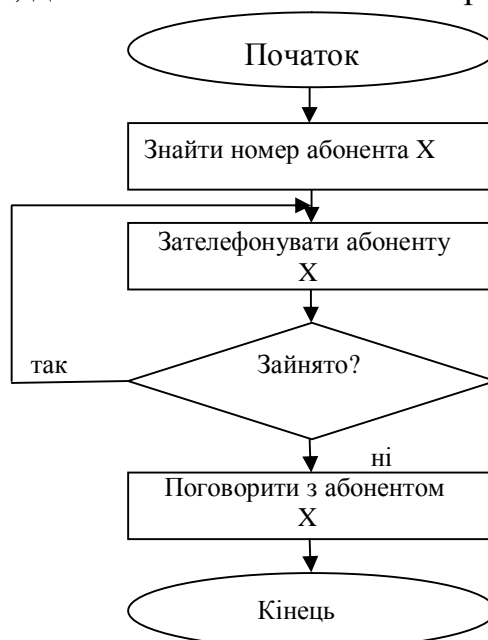 Початок
Знайти номер абонента X
Зателефонувати абоненту
X
Зайнято?
так
ні
Поговорити з абонентом
X
Кінець